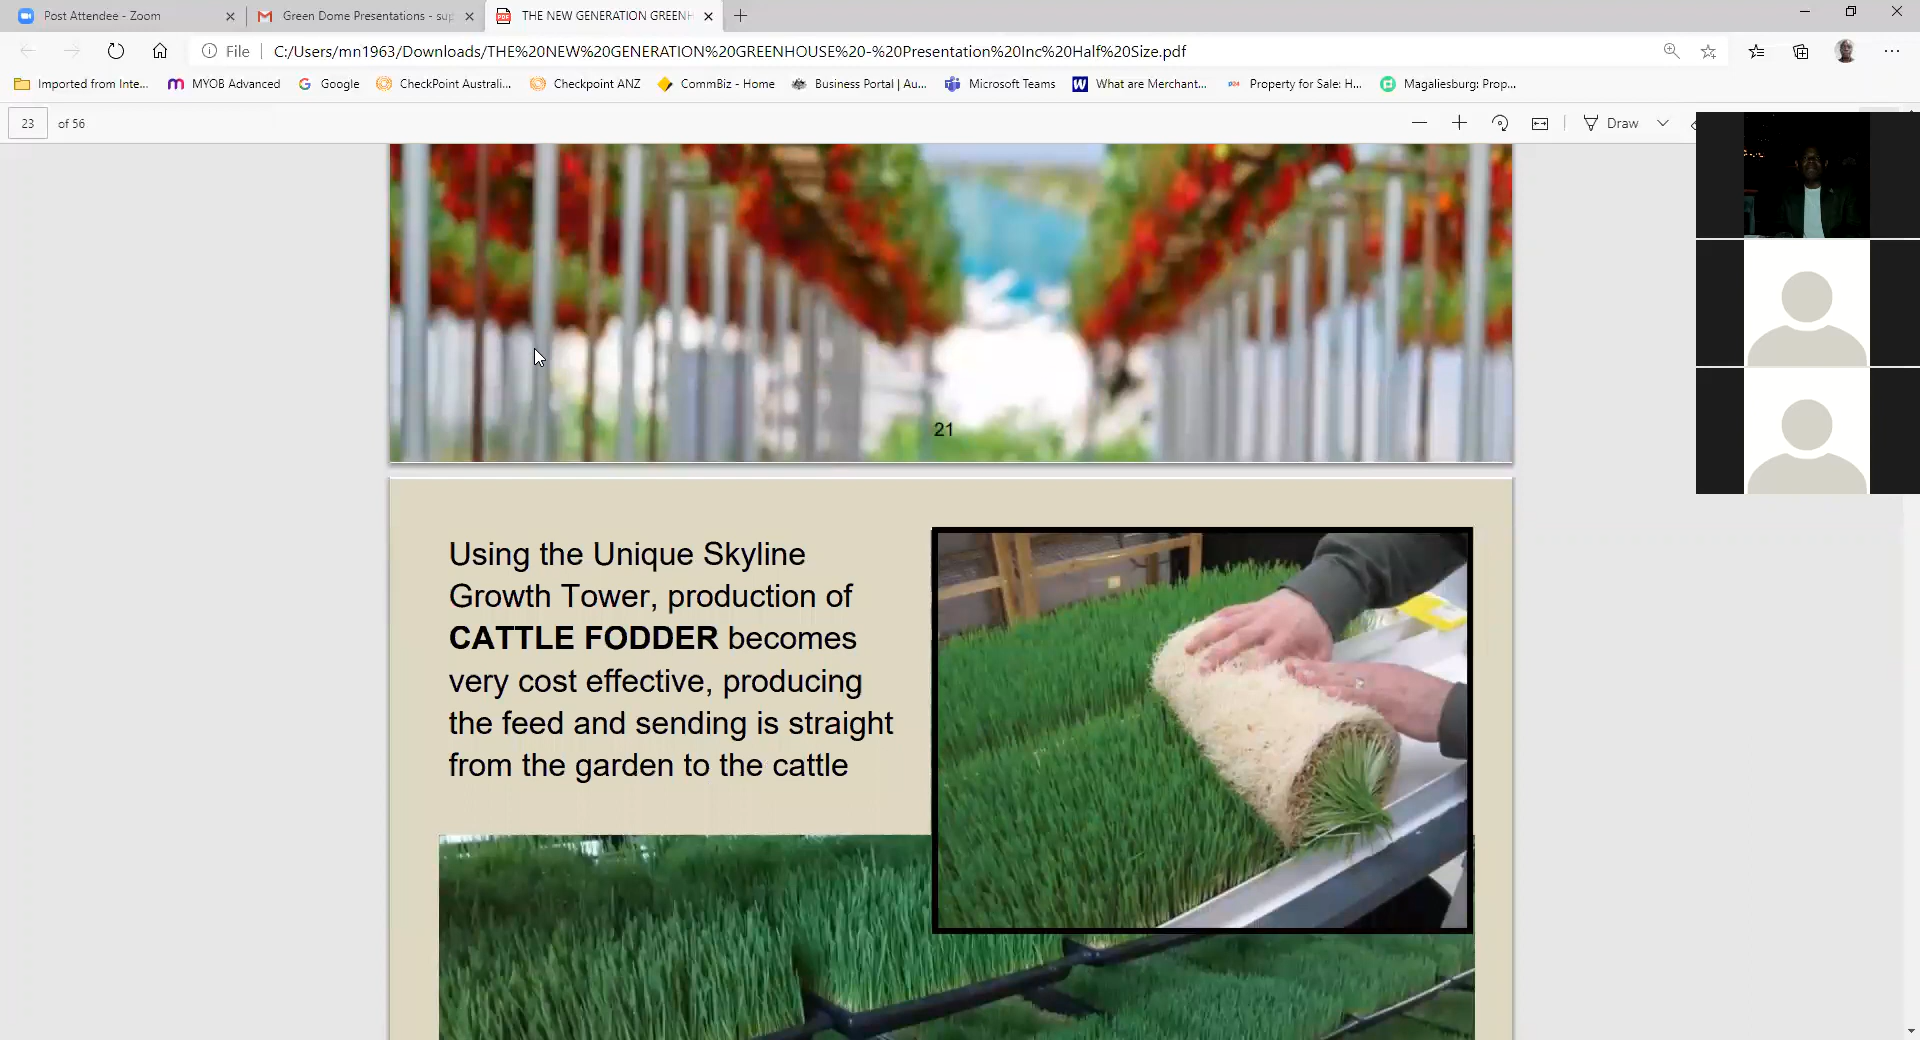 Post Attendee - Zoom
Green Dome Presentations - sup
THE NEW GENERATION GREENH
File
C:/Users/mn1963/Downloads/THE%20NEW%20GENERATION%20GREENHOUSE%20-%20Presentation%20Inc%20Half%20Size.pdf
Imported from Inte...
MYOB Advanced
Google
CheckPoint Australi...
Checkpoint ANZ
CommBiz - Home
Business Portal | Au...
Microsoft Teams
What are Merchant...
Property for Sale: H...
Magaliesburg: Prop...
23 of 56
Draw
21
Using the Unique Skyline
Growth Tower, production of
CATTLE FODDER becomes
very cost effective, producing
the feed and sending is straight
from the garden to the cattle